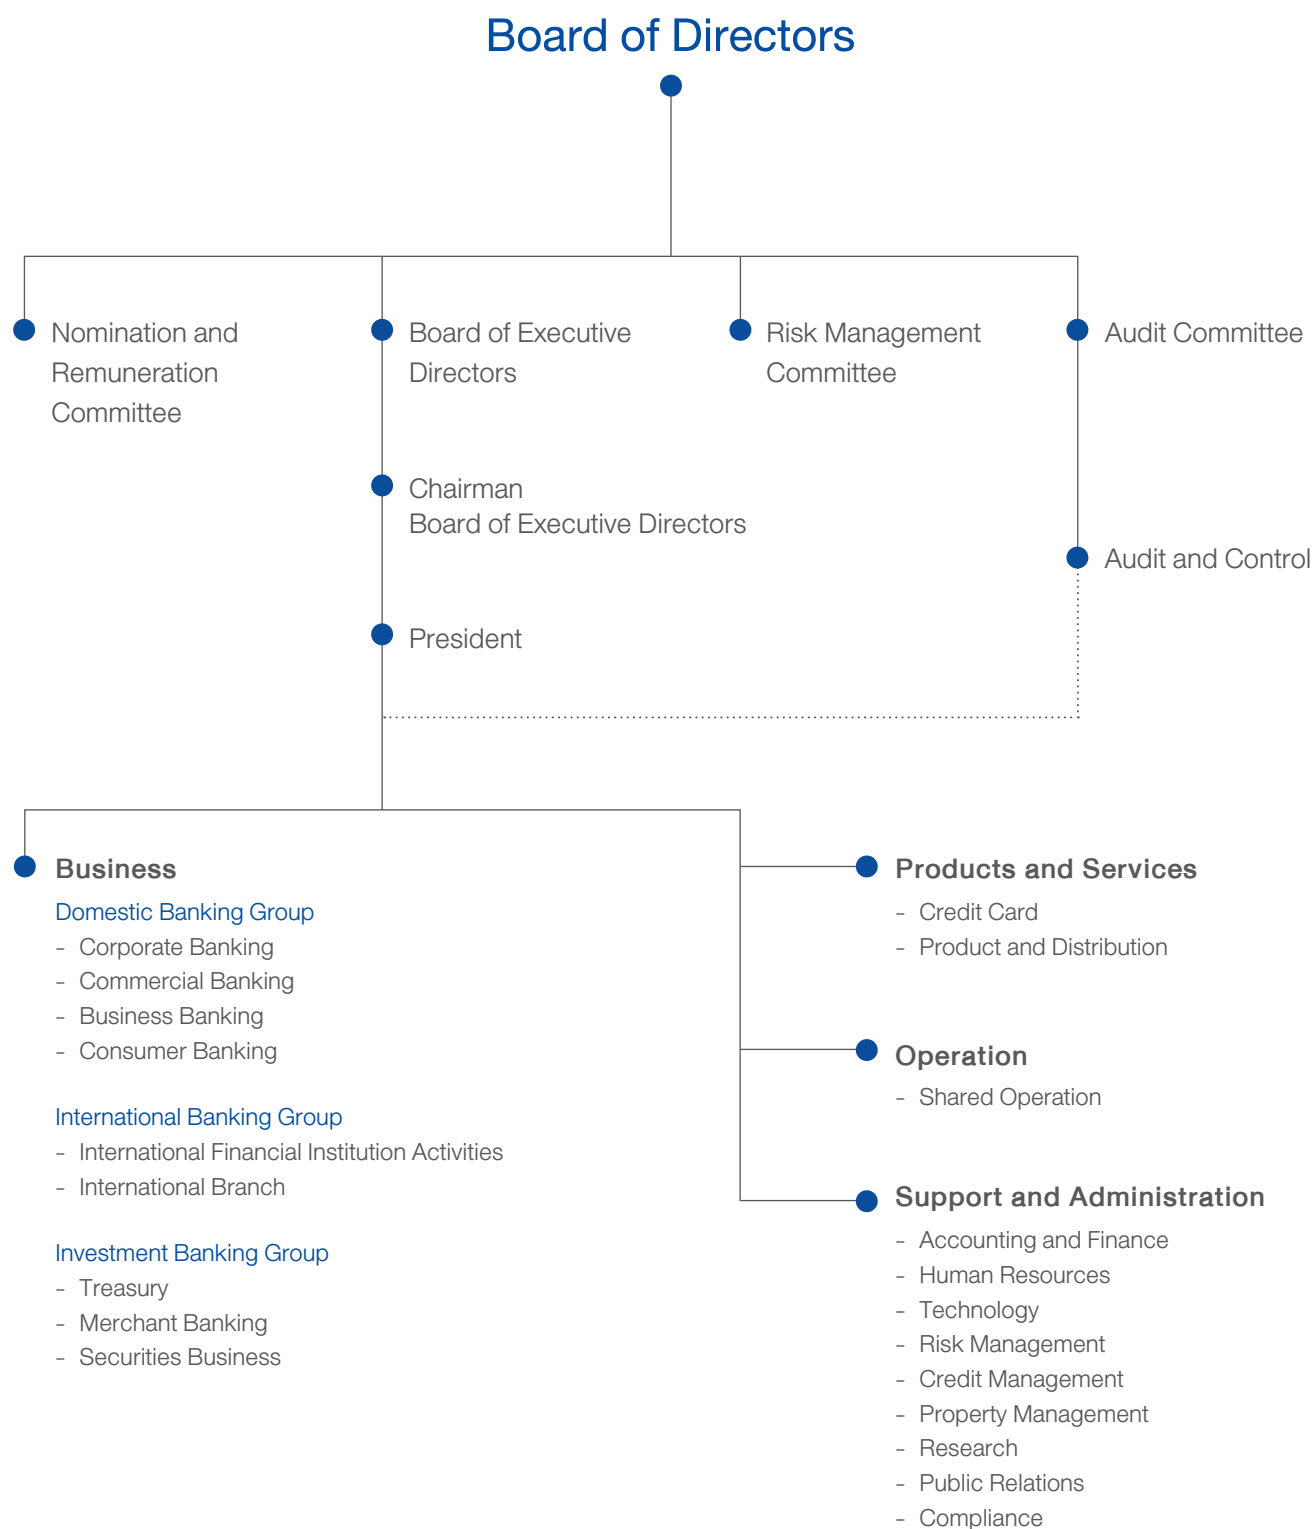 Board of Directors
Nomination and
Remuneration
Committee
Board of Executive
Directors
Risk Management
Committee
Audit Committee
Chairman
Board of Executive Directors
Audit and Control
President
Business
Domestic Banking Group
- Corporate Banking
- Commercial Banking
- Business Banking
- Consumer Banking
International Banking Group
- International Financial Institution Activities
- International Branch
Investment Banking Group
- Treasury
- Merchant Banking
- Securities Business
Products and Services
- Credit Card
- Product and Distribution
Operation
- Shared Operation
Support and Administration
- Accounting and Finance
- Human Resources
- Technology
- Risk Management
- Credit Management
- Property Management
- Research
- Public Relations
- Compliance